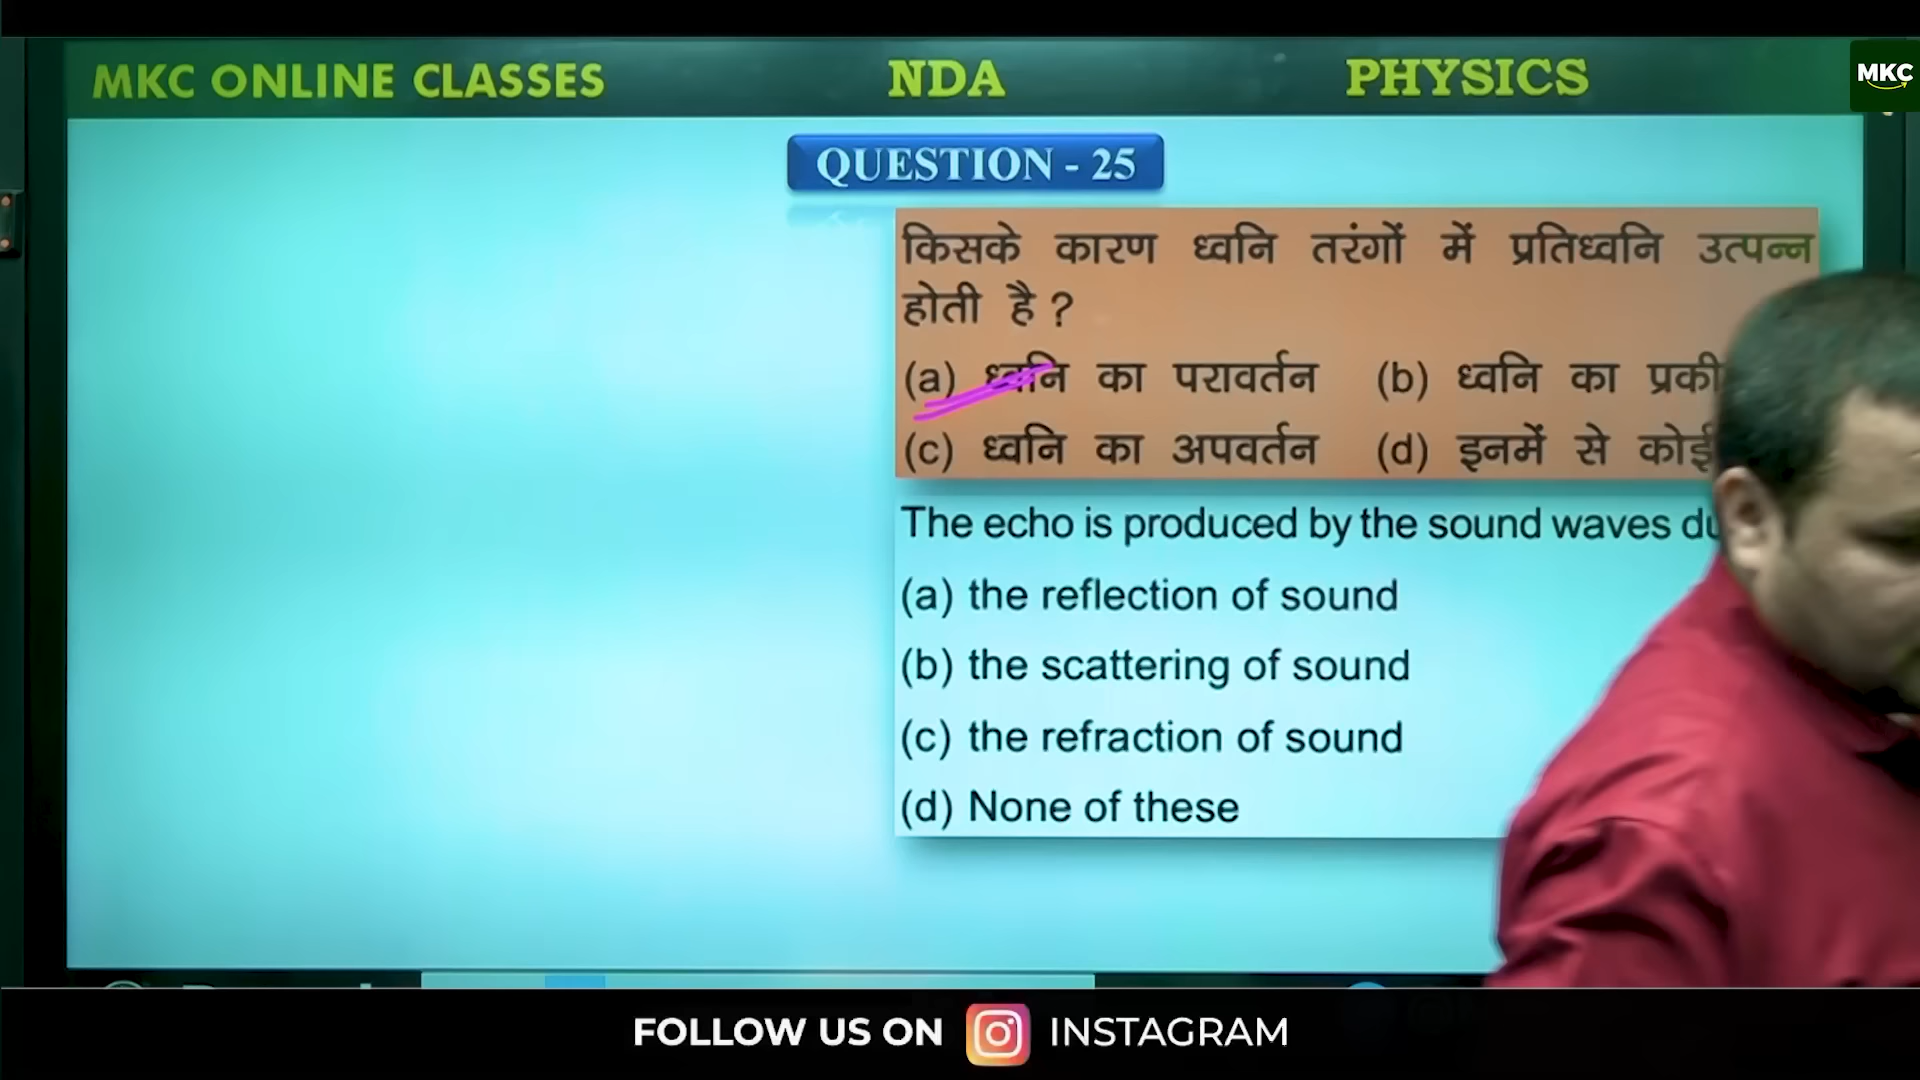 MKC ONLINE CLASSES NDA PHYSICS
MKC
QUESTION - 25
किसके कारण ध्वनि तरंगों में प्रतिध्वनि उत्पन्न
होती है ?
(a) ध्वनि का परावर्तन (b) ध्वनि का
(c) ध्वनि का अपवर्तन (d) इनमें से कोई
The echo is produced by the sound waves
(a) the reflection of sound
(b) the scattering of sound
(c) the refraction of sound
(d) None of these
FOLLOW US ON INSTAGRAM